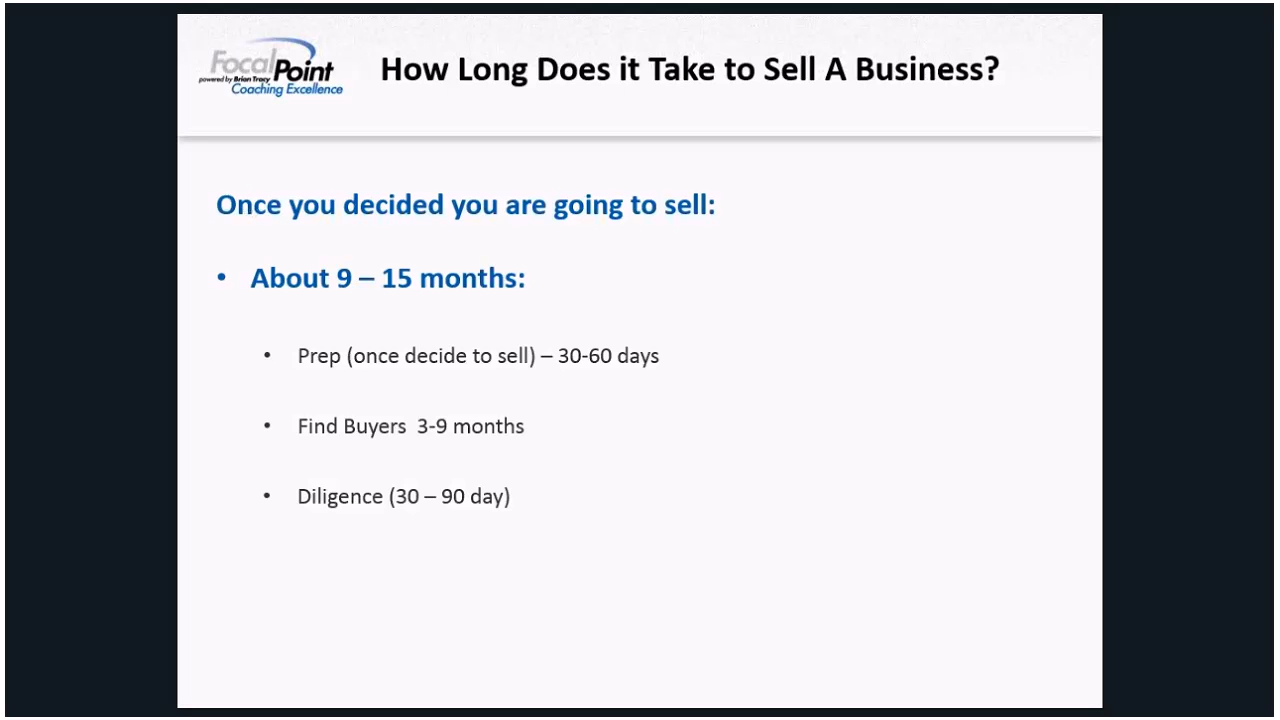 FocalPoint
powered by Brian Tracy
Coaching Excellence
How Long Does it Take to Sell A Business?
Once you decided you are going to sell:
• About 9 – 15 months:
• Prep (once decide to sell) – 30-60 days
• Find Buyers  3-9 months
• Diligence (30 – 90 day)